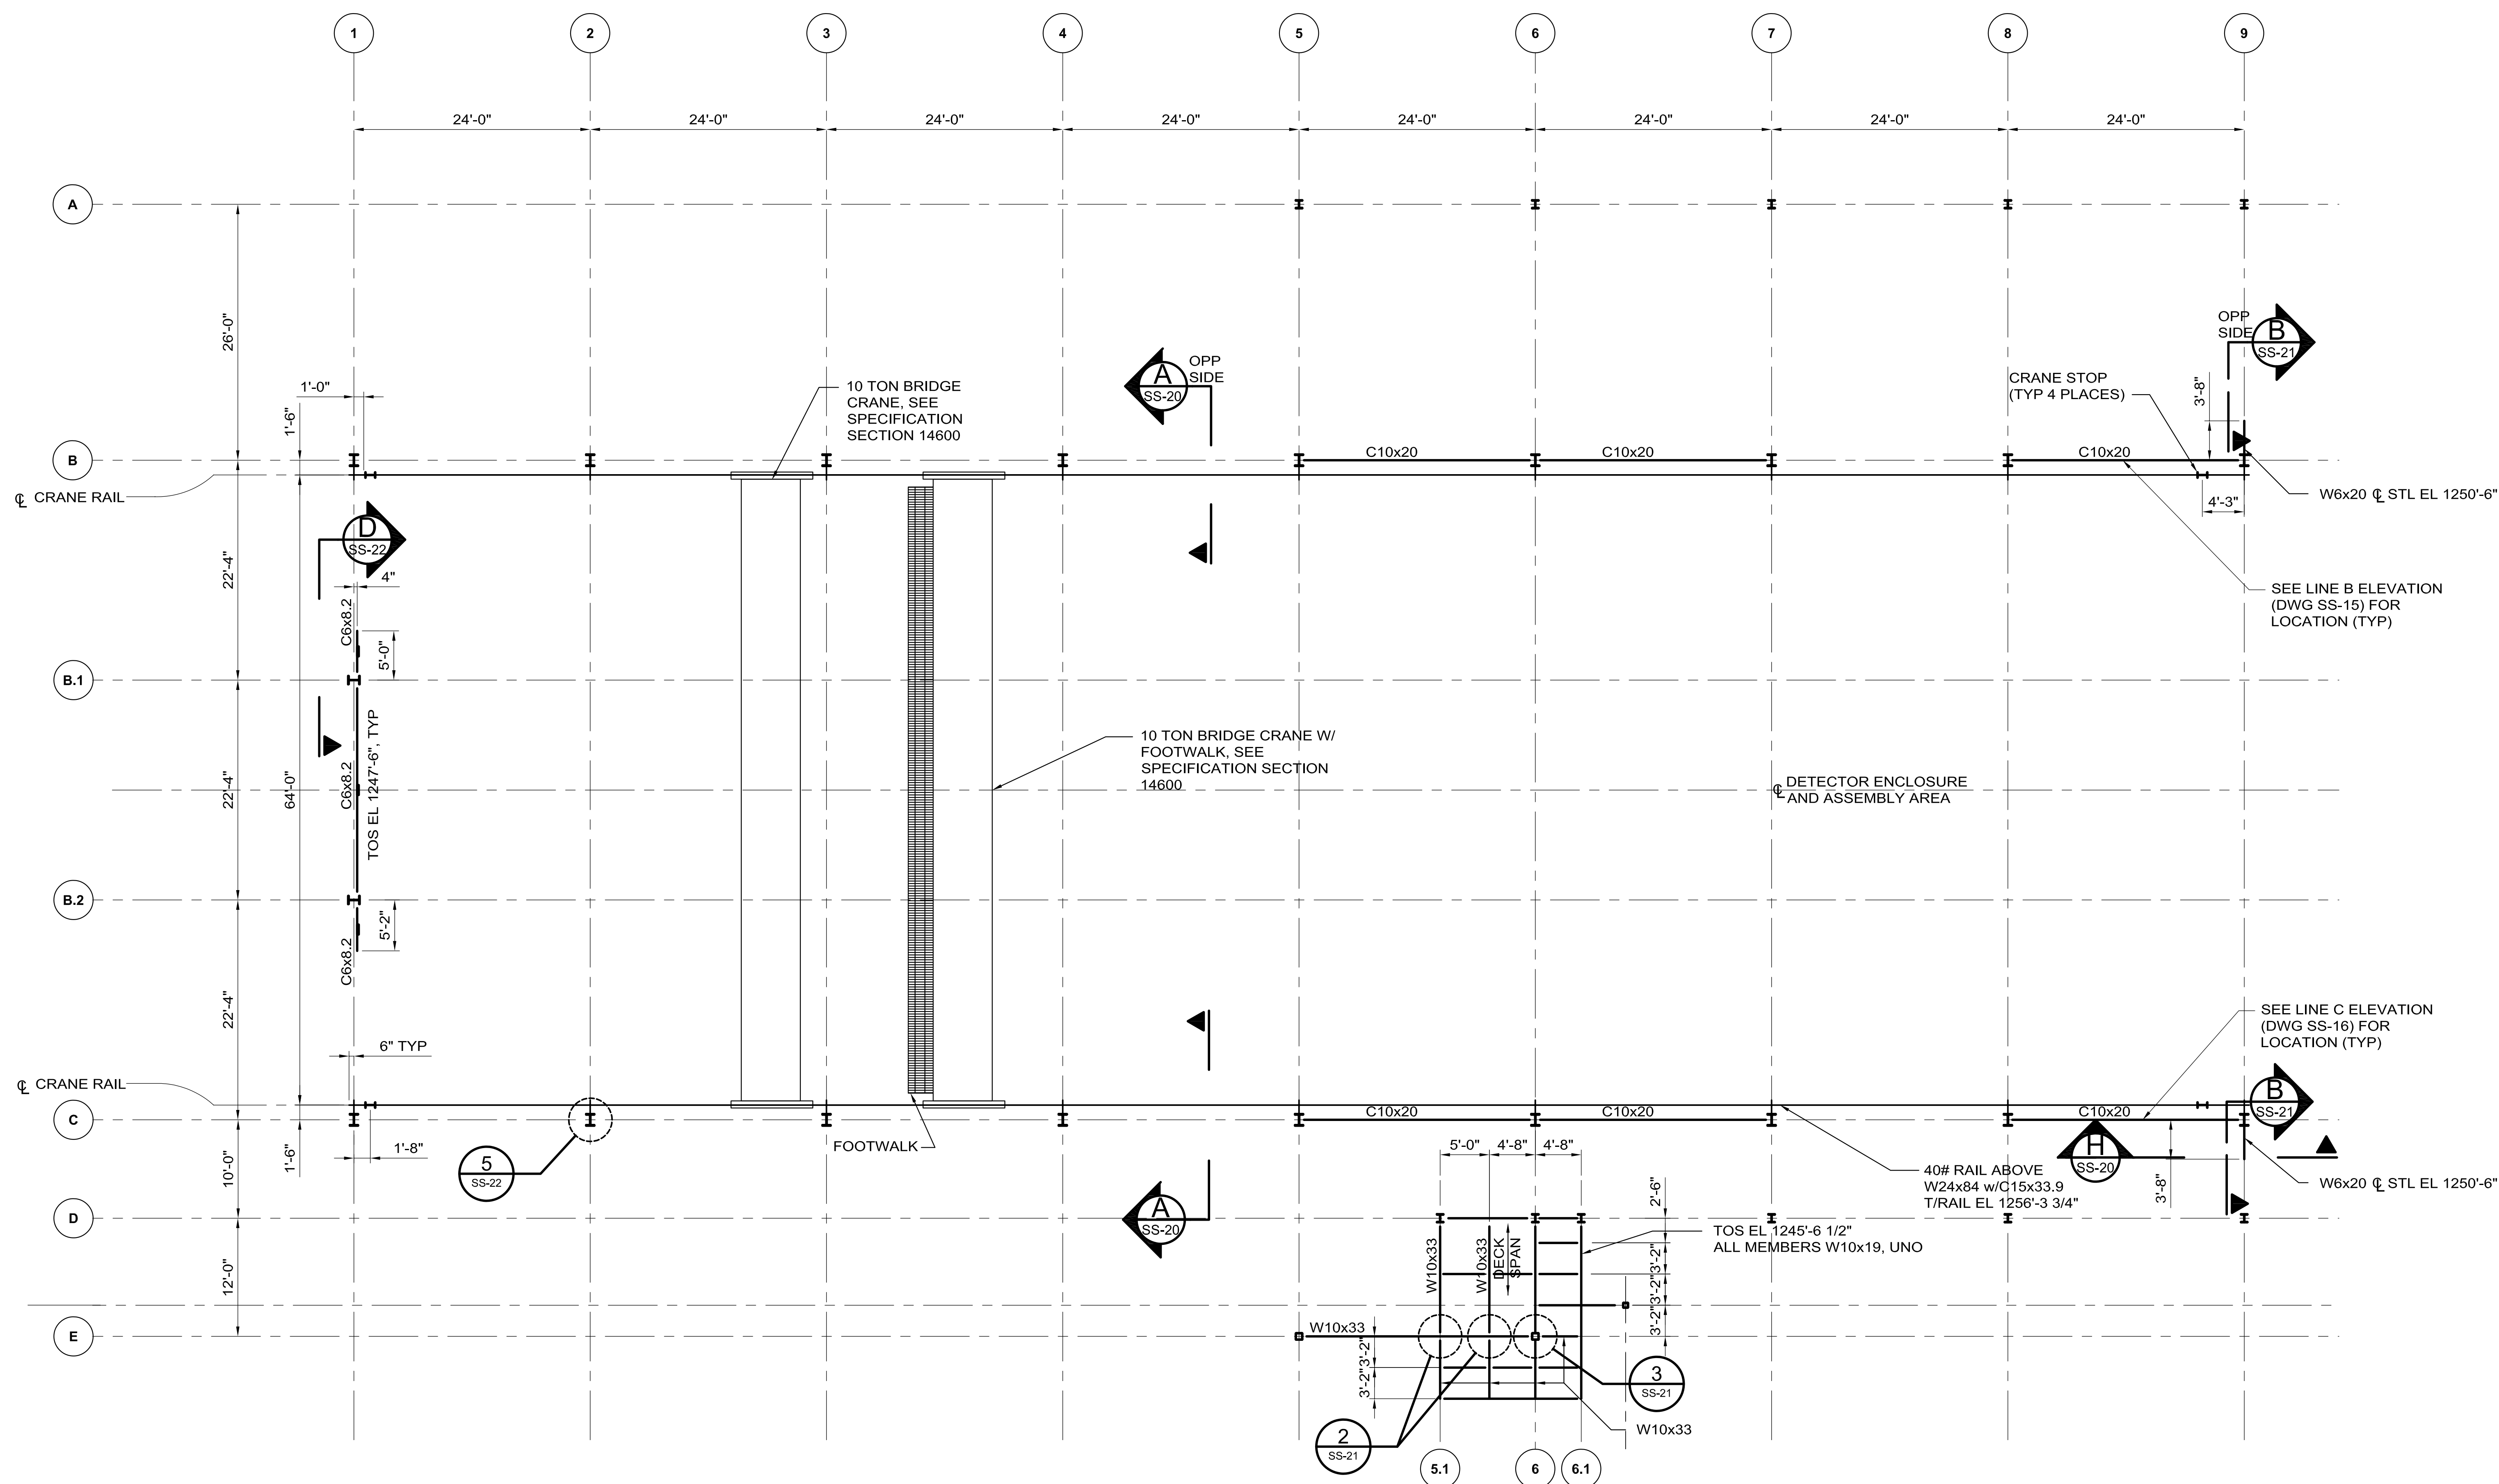 1
2
3
4
5
6
7
8
9
24'-0"
24'-0"
24'-0"
24'-0"
24'-0"
24'-0"
24'-0"
24'-0"
A
26'-0"
OPP
SIDE
B
SS-21
OPP
SIDE
A
SS-20
10 TON BRIDGE
CRANE, SEE
SPECIFICATION
SECTION 14600
CRANE STOP
(TYP 4 PLACES)
3'-8"
1'-0"
1'-6"
B
C10x20
C10x20
C10x20
℄ CRANE RAIL
W6x20 ℄ STL EL 1250'-6"
4'-3"
D
SS-22
22'-4"
4"
C6x8.2
5'-0"
SEE LINE B ELEVATION
(DWG SS-15) FOR
LOCATION (TYP)
B.1
TOS EL 1247'-6", TYP
10 TON BRIDGE CRANE W/
FOOTWALK, SEE
SPECIFICATION SECTION
14600
22'-4"
64'-0"
C6x8.2
℄ DETECTOR ENCLOSURE
AND ASSEMBLY AREA
B.2
5'-2"
C6x8.2
22'-4"
SEE LINE C ELEVATION
(DWG SS-16) FOR
LOCATION (TYP)
6" TYP
℄ CRANE RAIL
C
C10x20
C10x20
C10x20
B
SS-21
1'-6"
1'-8"
10'-0"
5
SS-22
FOOTWALK
5'-0"
4'-8"
4'-8"
H
SS-20
3'-8"
40# RAIL ABOVE
W24x84 w/C15x33.9
T/RAIL EL 1256'-3 3/4"
W6x20 ℄ STL EL 1250'-6"
2'-6"
D
A
SS-20
TOS EL 1245'-6 1/2"
ALL MEMBERS W10x19, UNO
12'-0"
W10x33
W10x33
DECK
SPAN
3'-2"
3'-2"
3'-2"
E
W10x33
3'-2"
3'-2"
3
SS-21
2
SS-21
W10x33
5.1
6
6.1